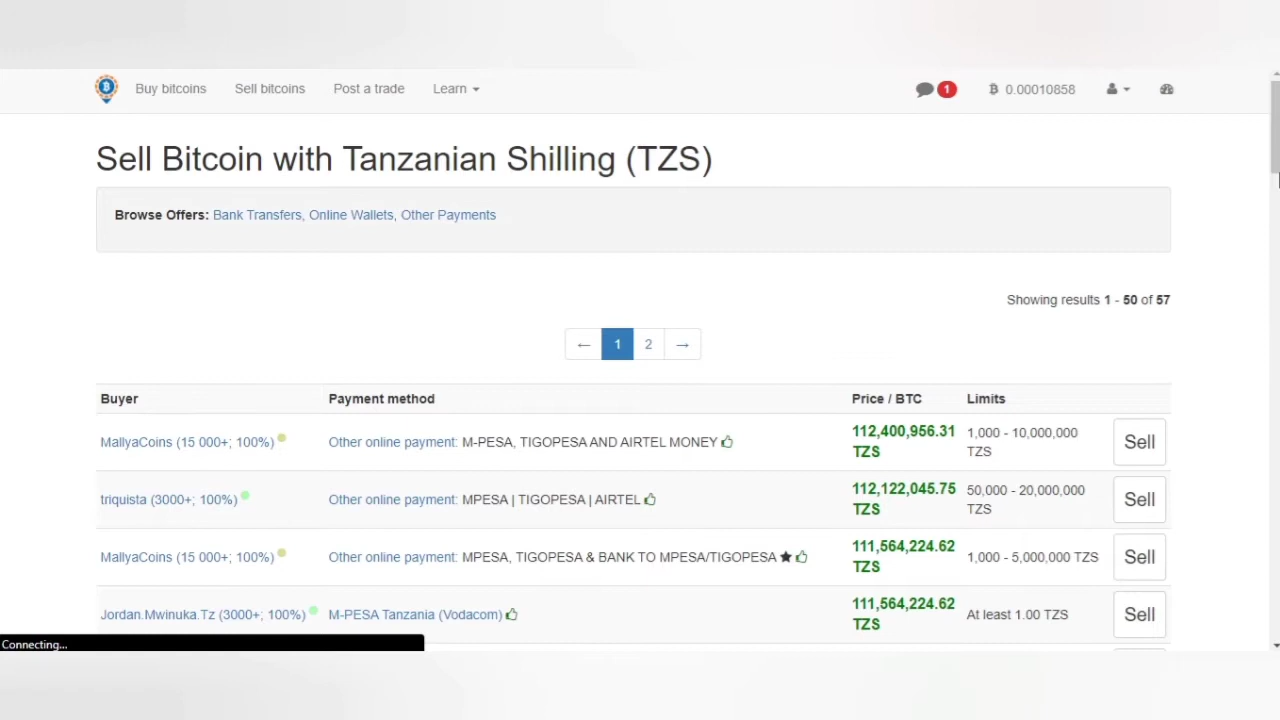 Buy bitcoins Sell bitcoins Post a trade Learn 1 0.00010858
Sell Bitcoin with Tanzanian Shilling (TZS)
Browse Offers: Bank Transfers, Online Wallets, Other Payments
Showing results 1 - 50 of 57
← 1 2 →
Buyer Payment method Price / BTC Limits
MallyaCoins (15 000+; 100%) Other online payment: M-PESA, TIGOPESA AND AIRTEL MONEY 112,400,956.31 1,000 - 10,000,000 Sell
TZS TZS
triquista (3000+; 100%) Other online payment: MPESA | TIGOPESA | AIRTEL 112,122,045.75 50,000 - 20,000,000 Sell
TZS TZS
MallyaCoins (15 000+; 100%) Other online payment: MPESA, TIGOPESA & BANK TO MPESA/TIGOPESA 111,564,224.62 1,000 - 5,000,000 TZS Sell
TZS
Jordan.Mwinuka.Tz (3000+; 100%) M-PESA Tanzania (Vodacom) 111,564,224.62 At least 1.00 TZS Sell
TZS
Connecting...